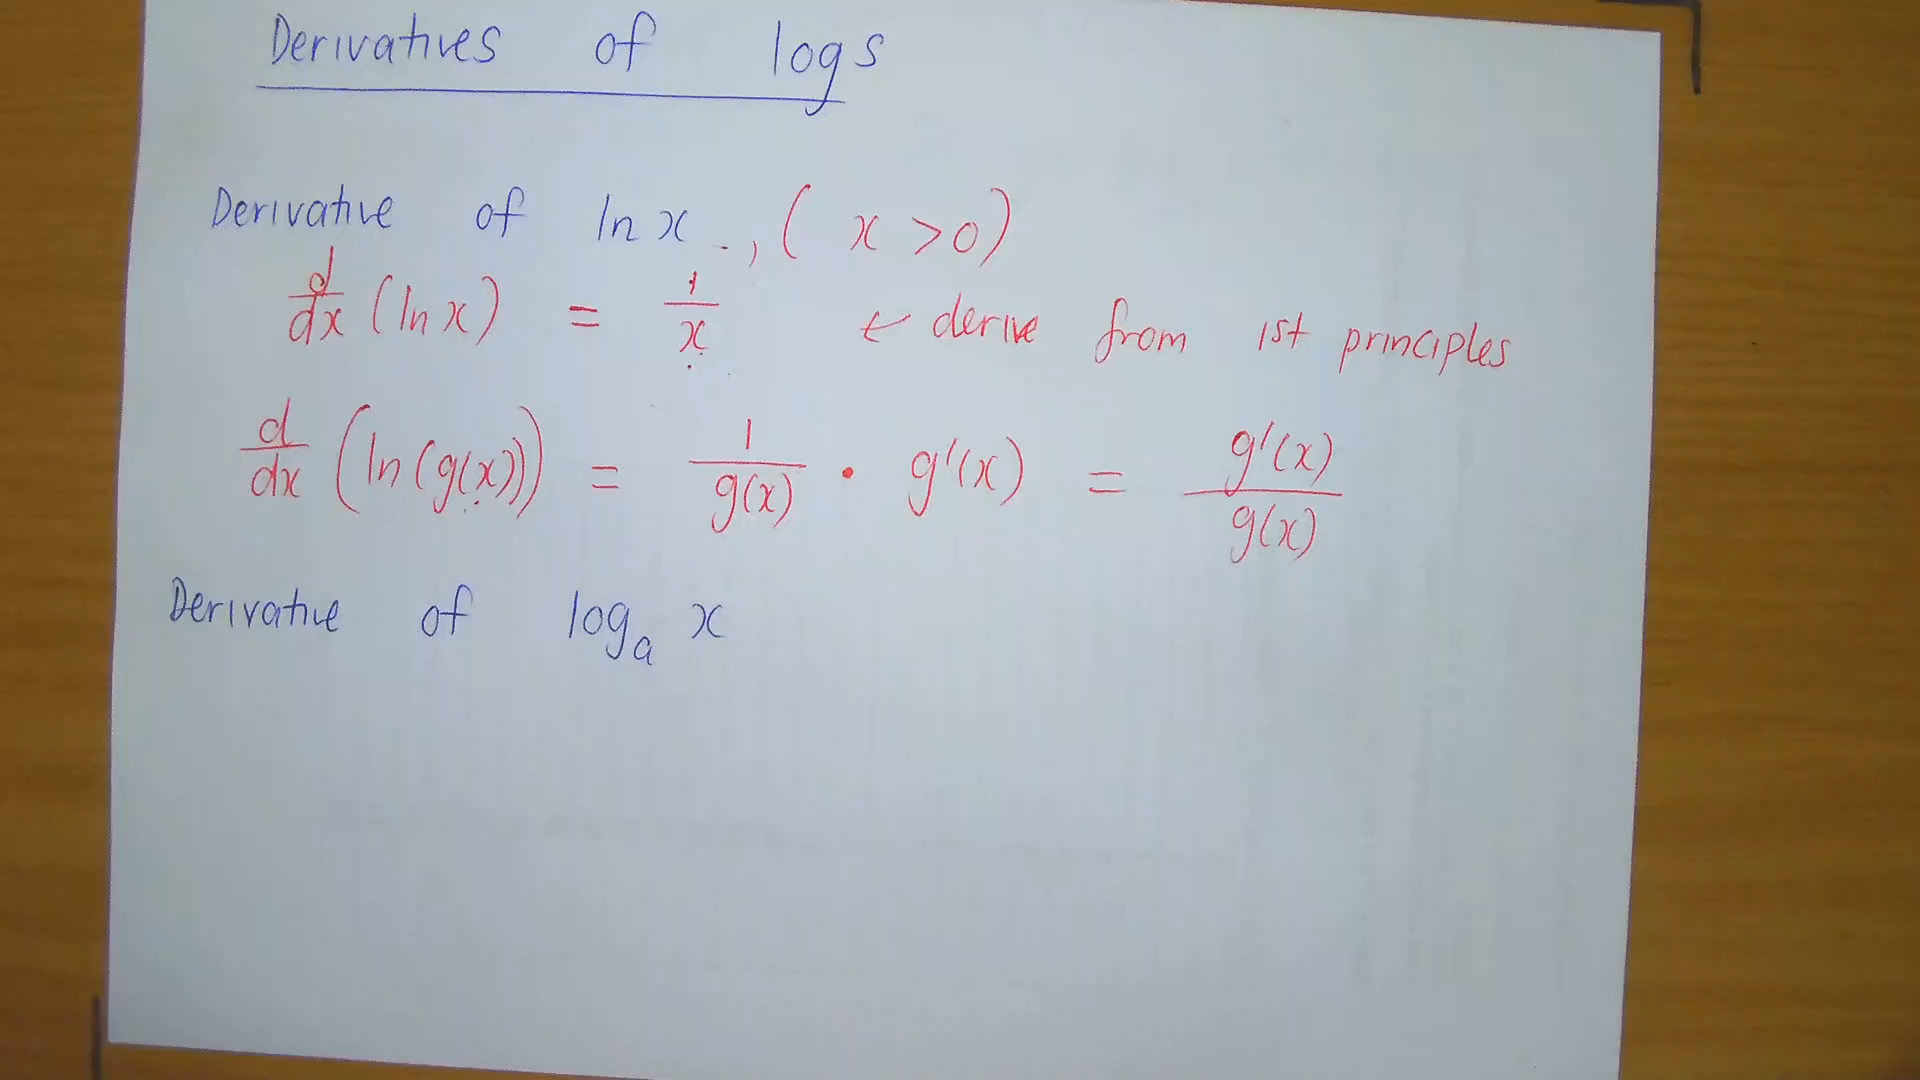 Derivatives of logs
Derivative of ln x ., ( x > 0 )
d/dx (ln x) = 1/x ← derive from 1st principles
d/dx (ln(g(x))) = 1/g(x) • g'(x) = g'(x)/g(x)
Derivative of logₐ x